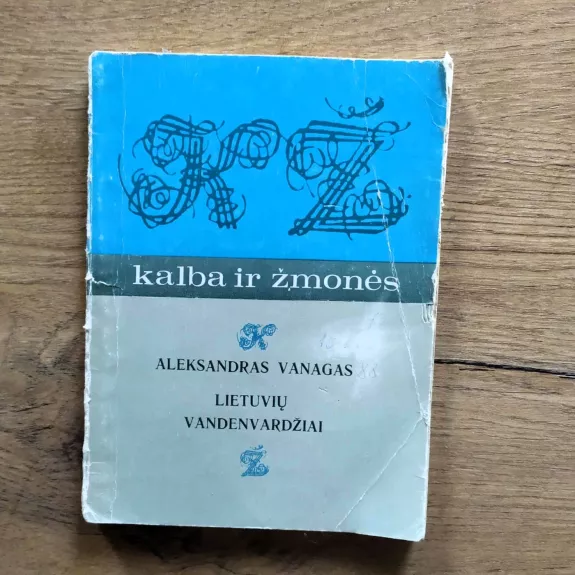 K Ž
kalba ir žmonės
K
ALEKSANDRAS VANAGAS
LIETUVIŲ
VANDENVARDŽIAI
Ž